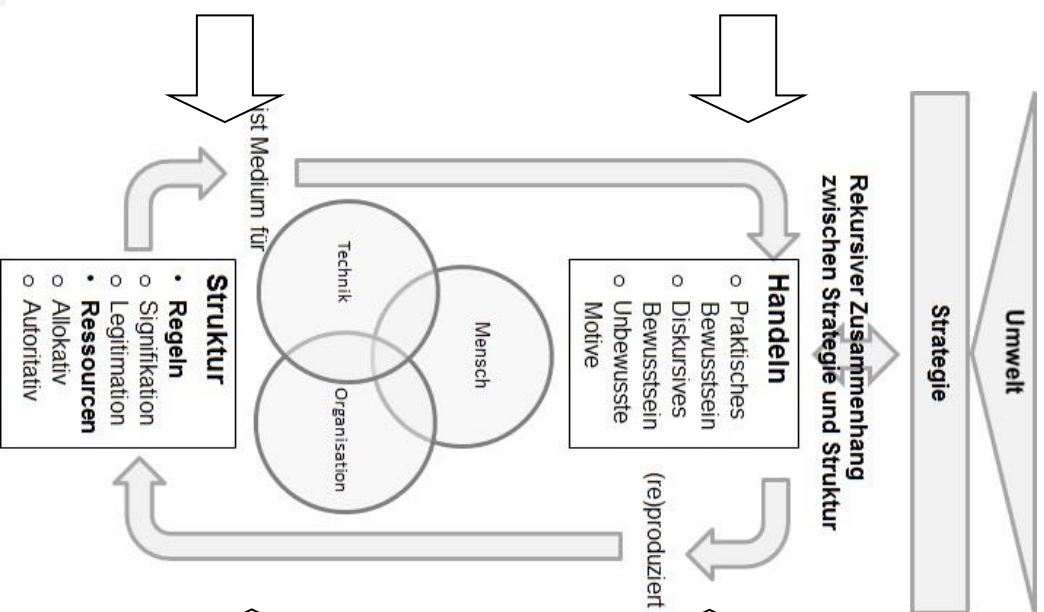 Umwelt
Strategie
Rekursiver Zusammenhang
zwischen Strategie und Struktur
Handeln
o Praktisches
Bewusstsein
o Diskursives
Bewusstsein
o Unbewusste
Motive
(re)produziert
Mensch
Technik
Organisation
ist Medium für
Struktur
• Regeln
o Signifikation
o Legitimation
• Ressourcen
o Allokativ
o Autoritativ